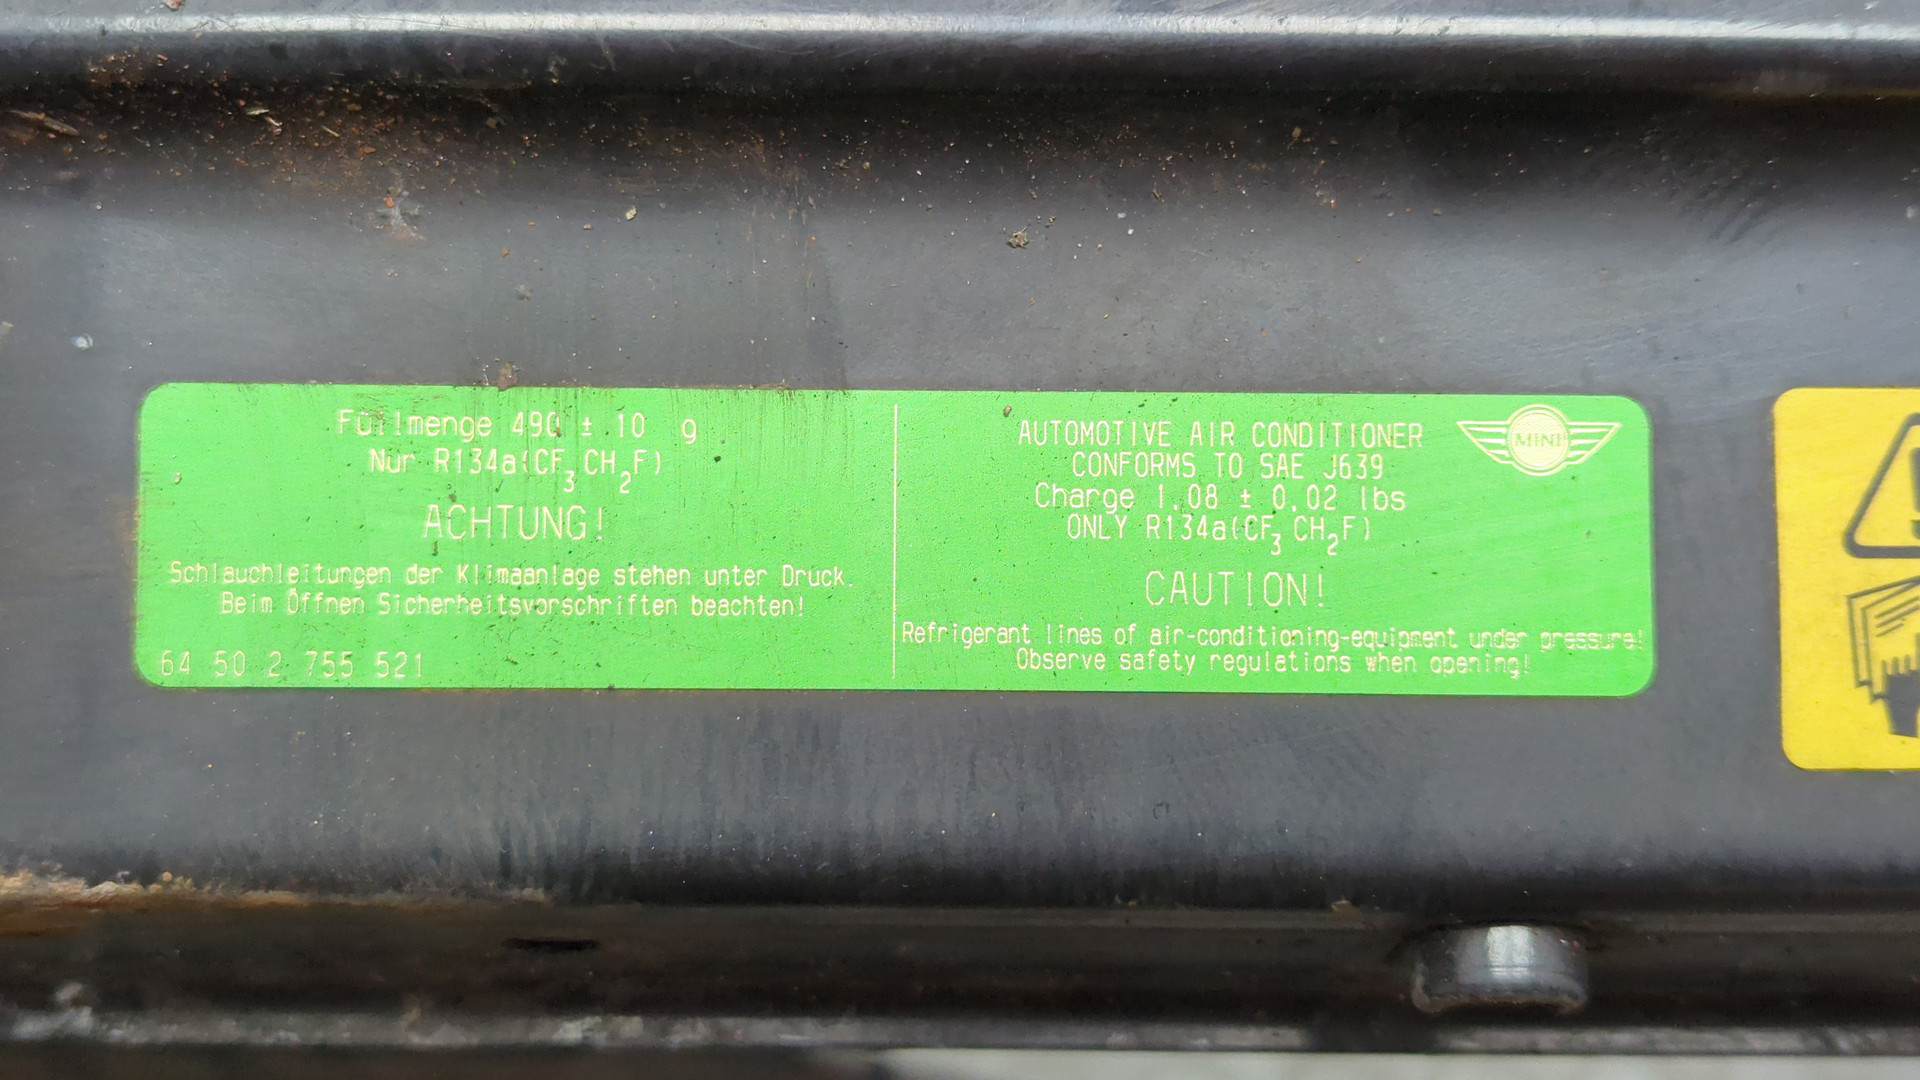 Füllmenge 490 ± 10 g
Nur R134a(CF₃CH₂F)
ACHTUNG!
Schlauchleitungen der Klimaanlage stehen unter Druck.
Beim Öffnen Sicherheitsvorschriften beachten!
64 50 2 755 521
AUTOMOTIVE AIR CONDITIONER
CONFORMS TO SAE J639
Charge 1.08 ± 0.02 lbs
ONLY R134a(CF₃CH₂F)
CAUTION!
Refrigerant lines of air-conditioning-equipment under pressure!
Observe safety regulations when opening!
MINI